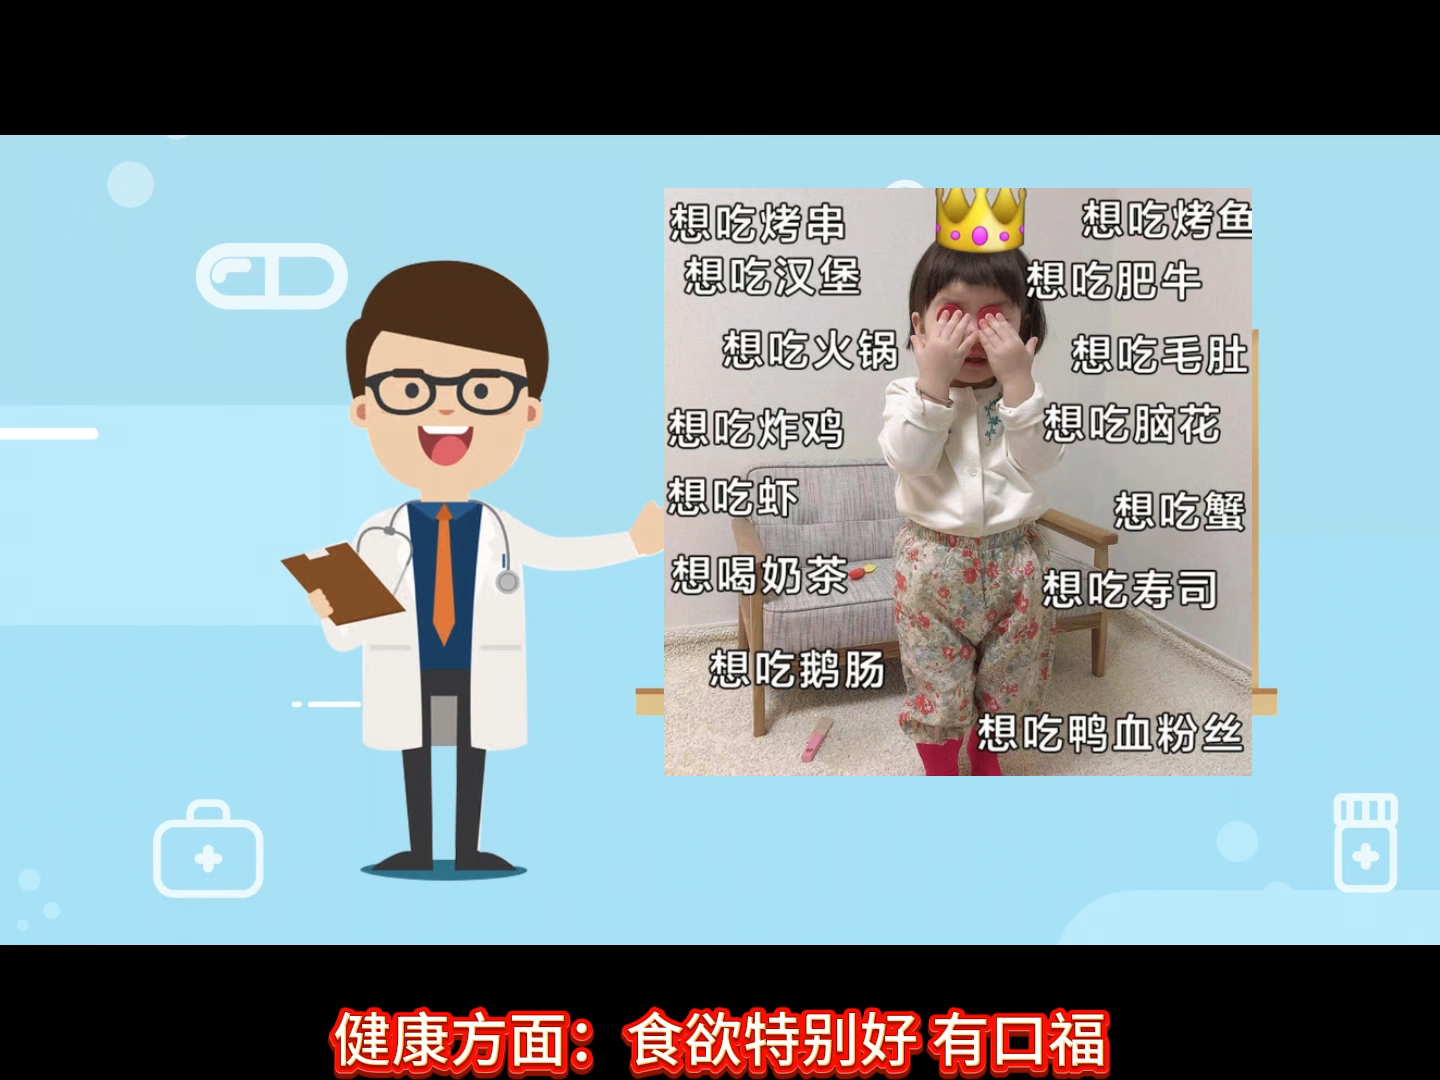 想吃烤串
想吃烤鱼
想吃汉堡
想吃肥牛
想吃火锅
想吃毛肚
想吃炸鸡
想吃脑花
想吃虾
想吃蟹
想喝奶茶
想吃寿司
想吃鹅肠
想吃鸭血粉丝
健康方面：食欲特别好 有口福